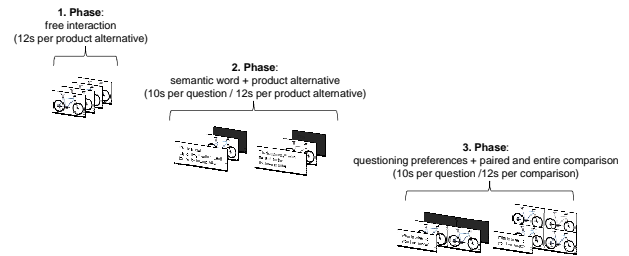 1. Phase:
free interaction
(12s per product alternative)
2. Phase:
semantic word + product alternative
(10s per question / 12s per product alternative)
3. Phase:
questioning preferences + paired and entire comparison
(10s per question /12s per comparison)